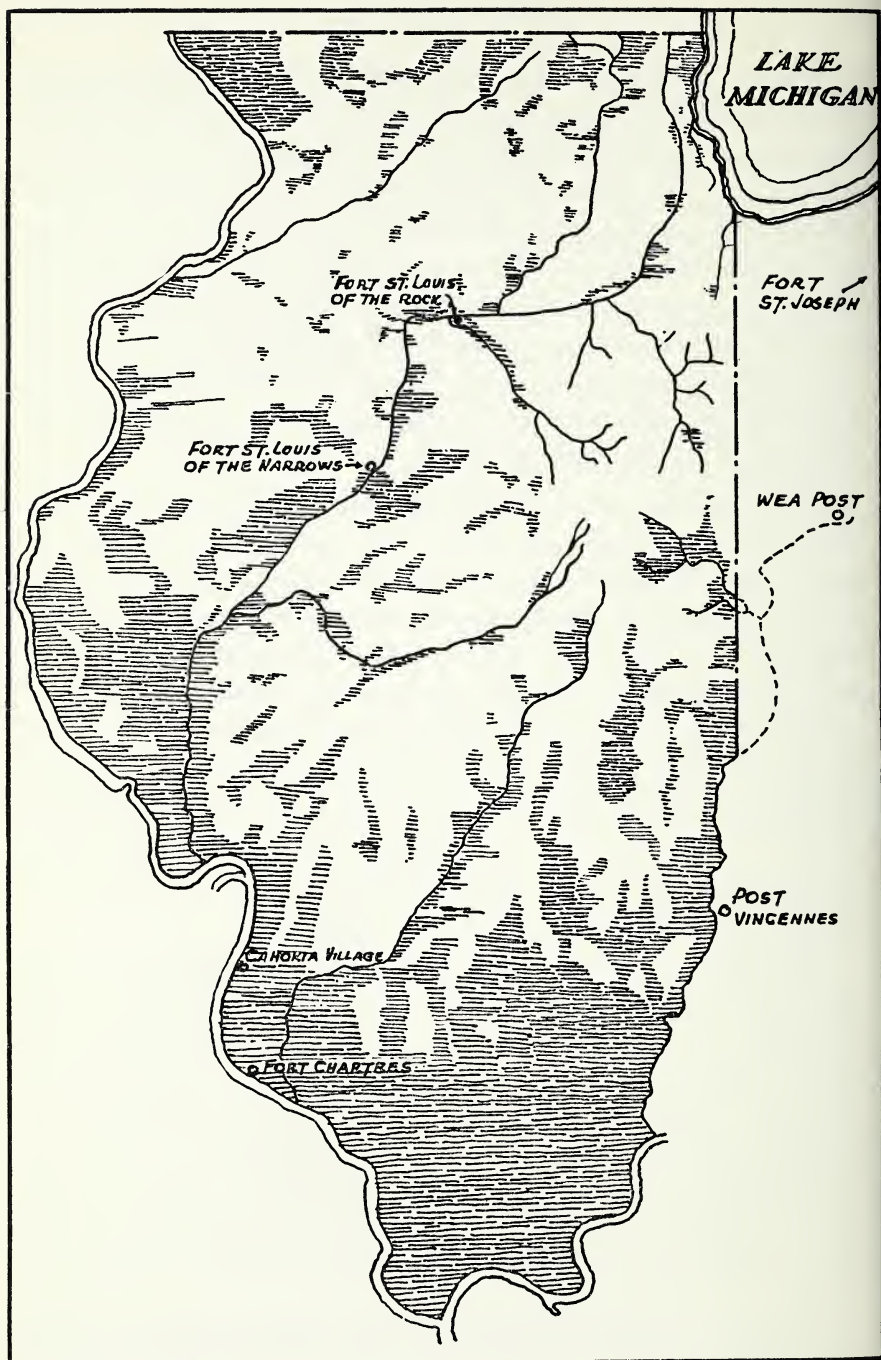 LAKE
MICHIGAN
FORT ST. LOUIS
OF THE ROCK
FORT
ST. JOSEPH
FORT ST. LOUIS
OF THE NARROWS
WEA POST
POST
VINCENNES
CAHOKIA VILLAGE
FORT CHARTRES